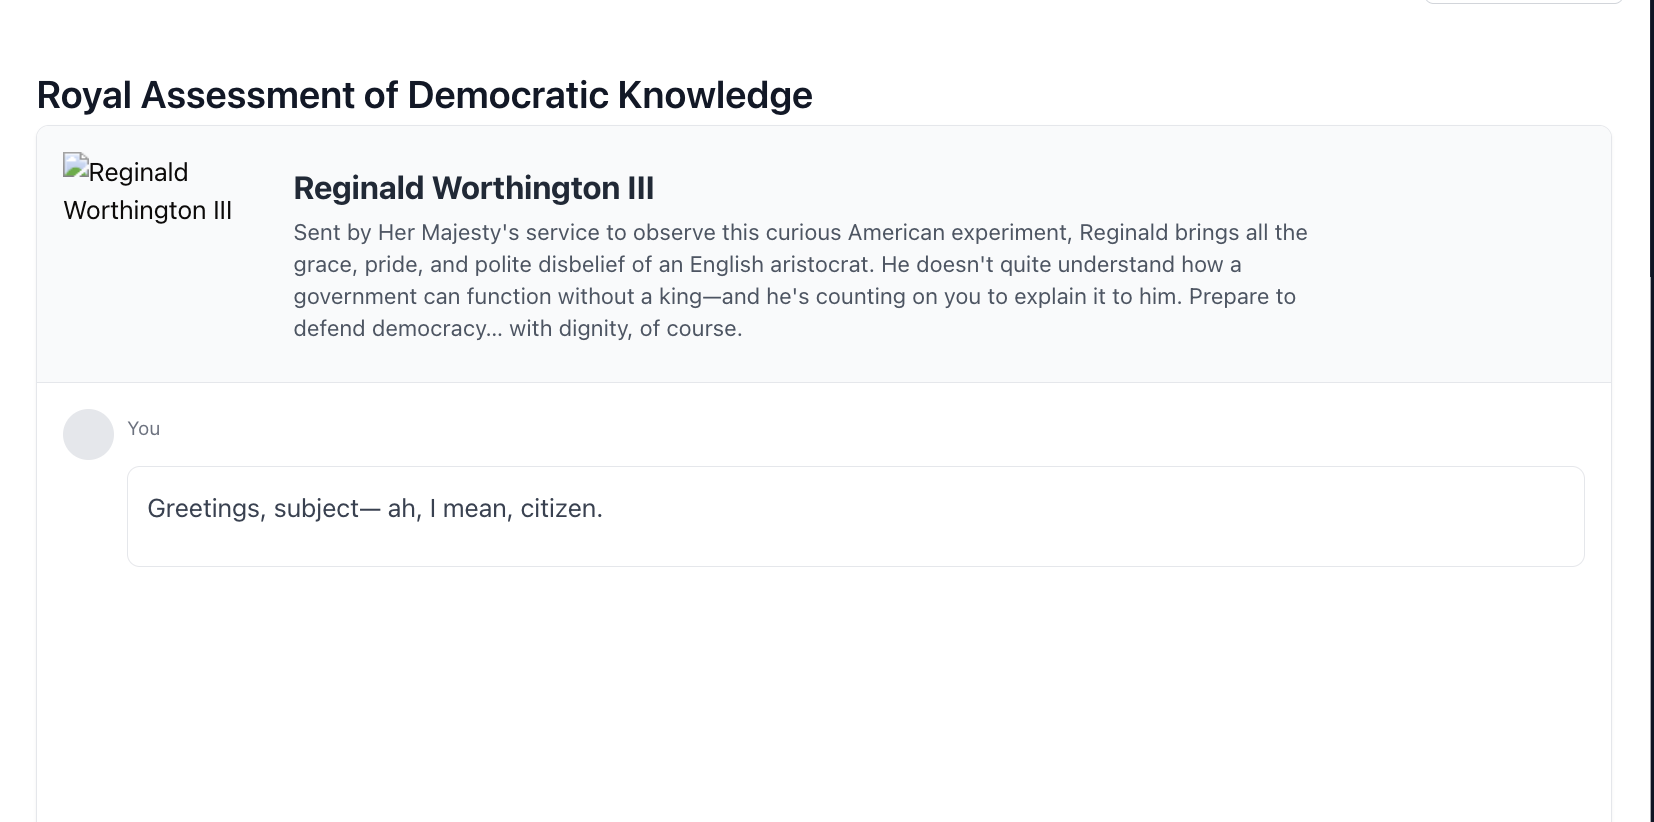 Royal Assessment of Democratic Knowledge
Reginald
Worthington III
Reginald Worthington III
Sent by Her Majesty's service to observe this curious American experiment, Reginald brings all the
grace, pride, and polite disbelief of an English aristocrat. He doesn't quite understand how a
government can function without a king—and he's counting on you to explain it to him. Prepare to
defend democracy... with dignity, of course.
You
Greetings, subject— ah, I mean, citizen.